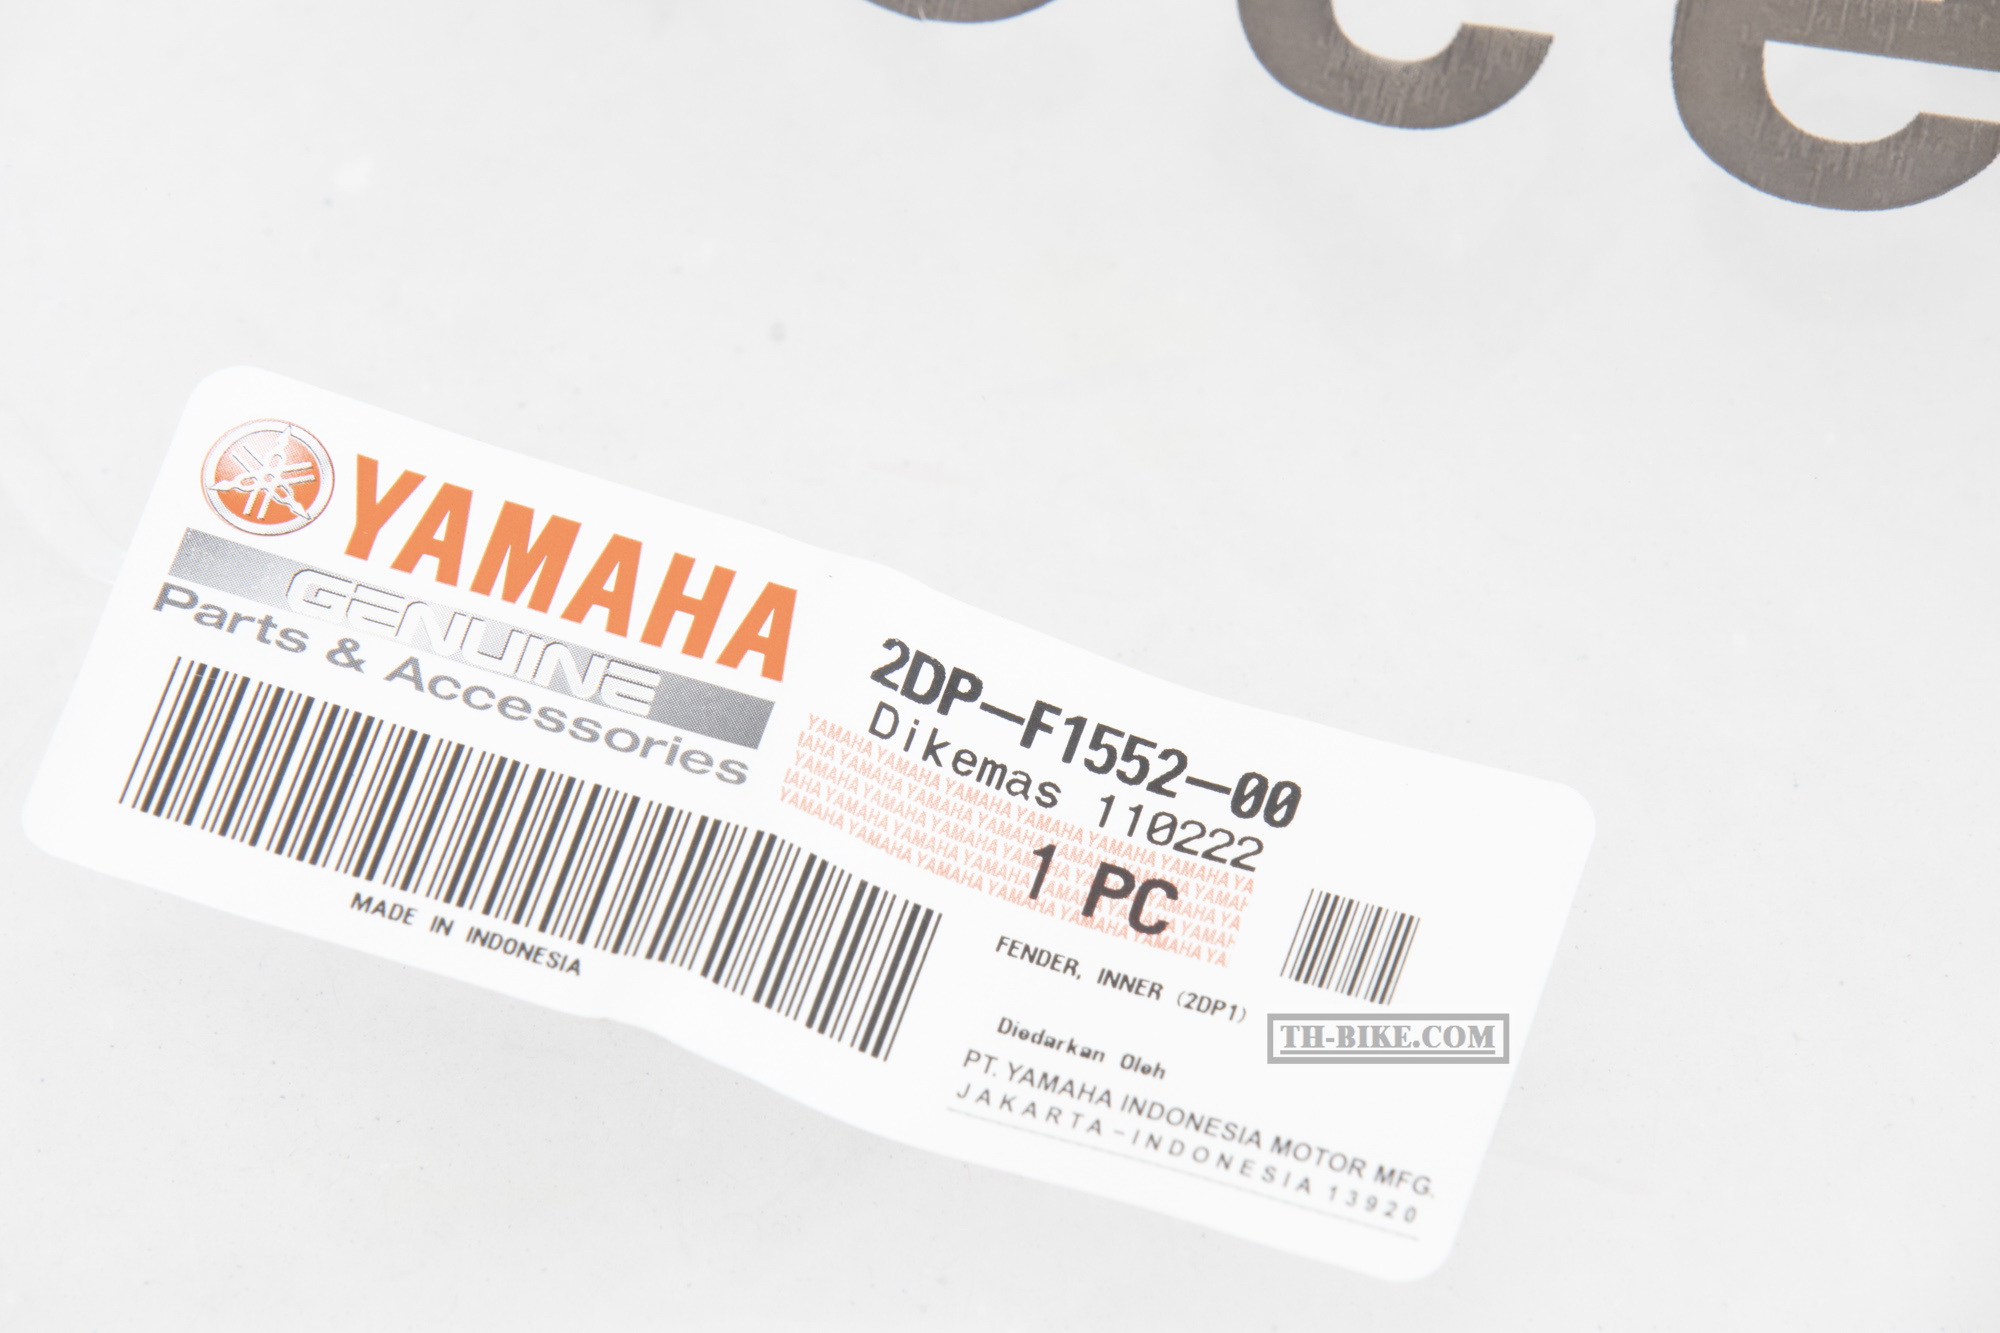 ce
YAMAHA
GENUINE
Parts & Accessories
MADE IN INDONESIA
2DP-F1552-00
Dikemas 110222
1 PC
FENDER, INNER (2DP1)
Diedarkan Oleh
PT. YAMAHA INDONESIA MOTOR MFG.
JAKARTA-INDONESIA 13920
TH-BIKE.COM